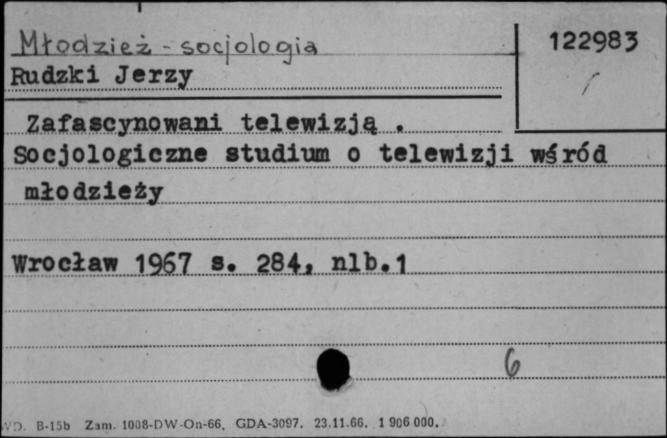 Młodzież - socjologia
122983
Rudzki Jerzy
Zafascynowani telewizją .
Socjologiczne studium o telewizji wśród
młodzieży
Wrocław 1967 s. 284, nlb.1
6
WD. B-15b Zam. 1008-DW-On-66. GDA-3097. 23.11.66. 1 906 000.